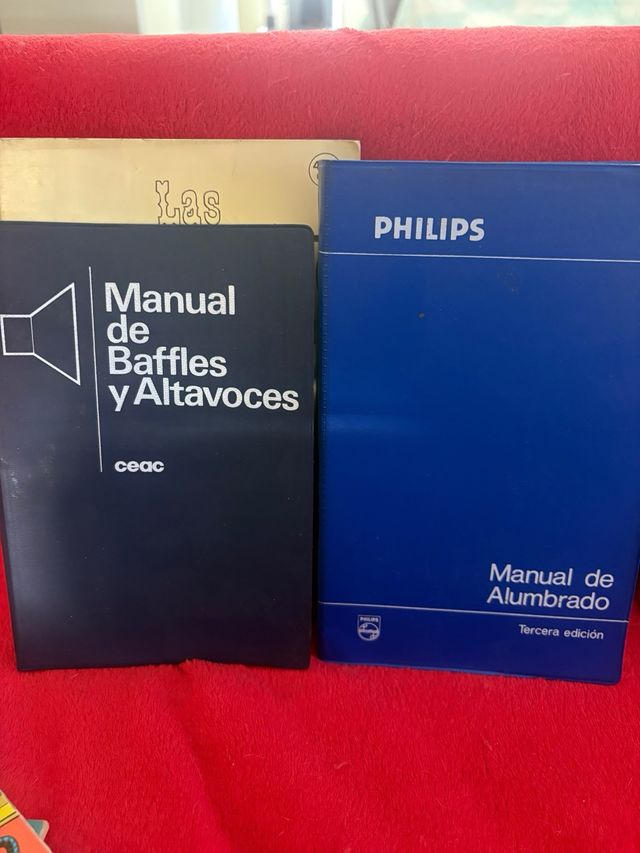 Las
Manual
de
Baffles
y Altavoces
ceac
PHILIPS
Manual de
Alumbrado
PHILIPS
Tercera edición